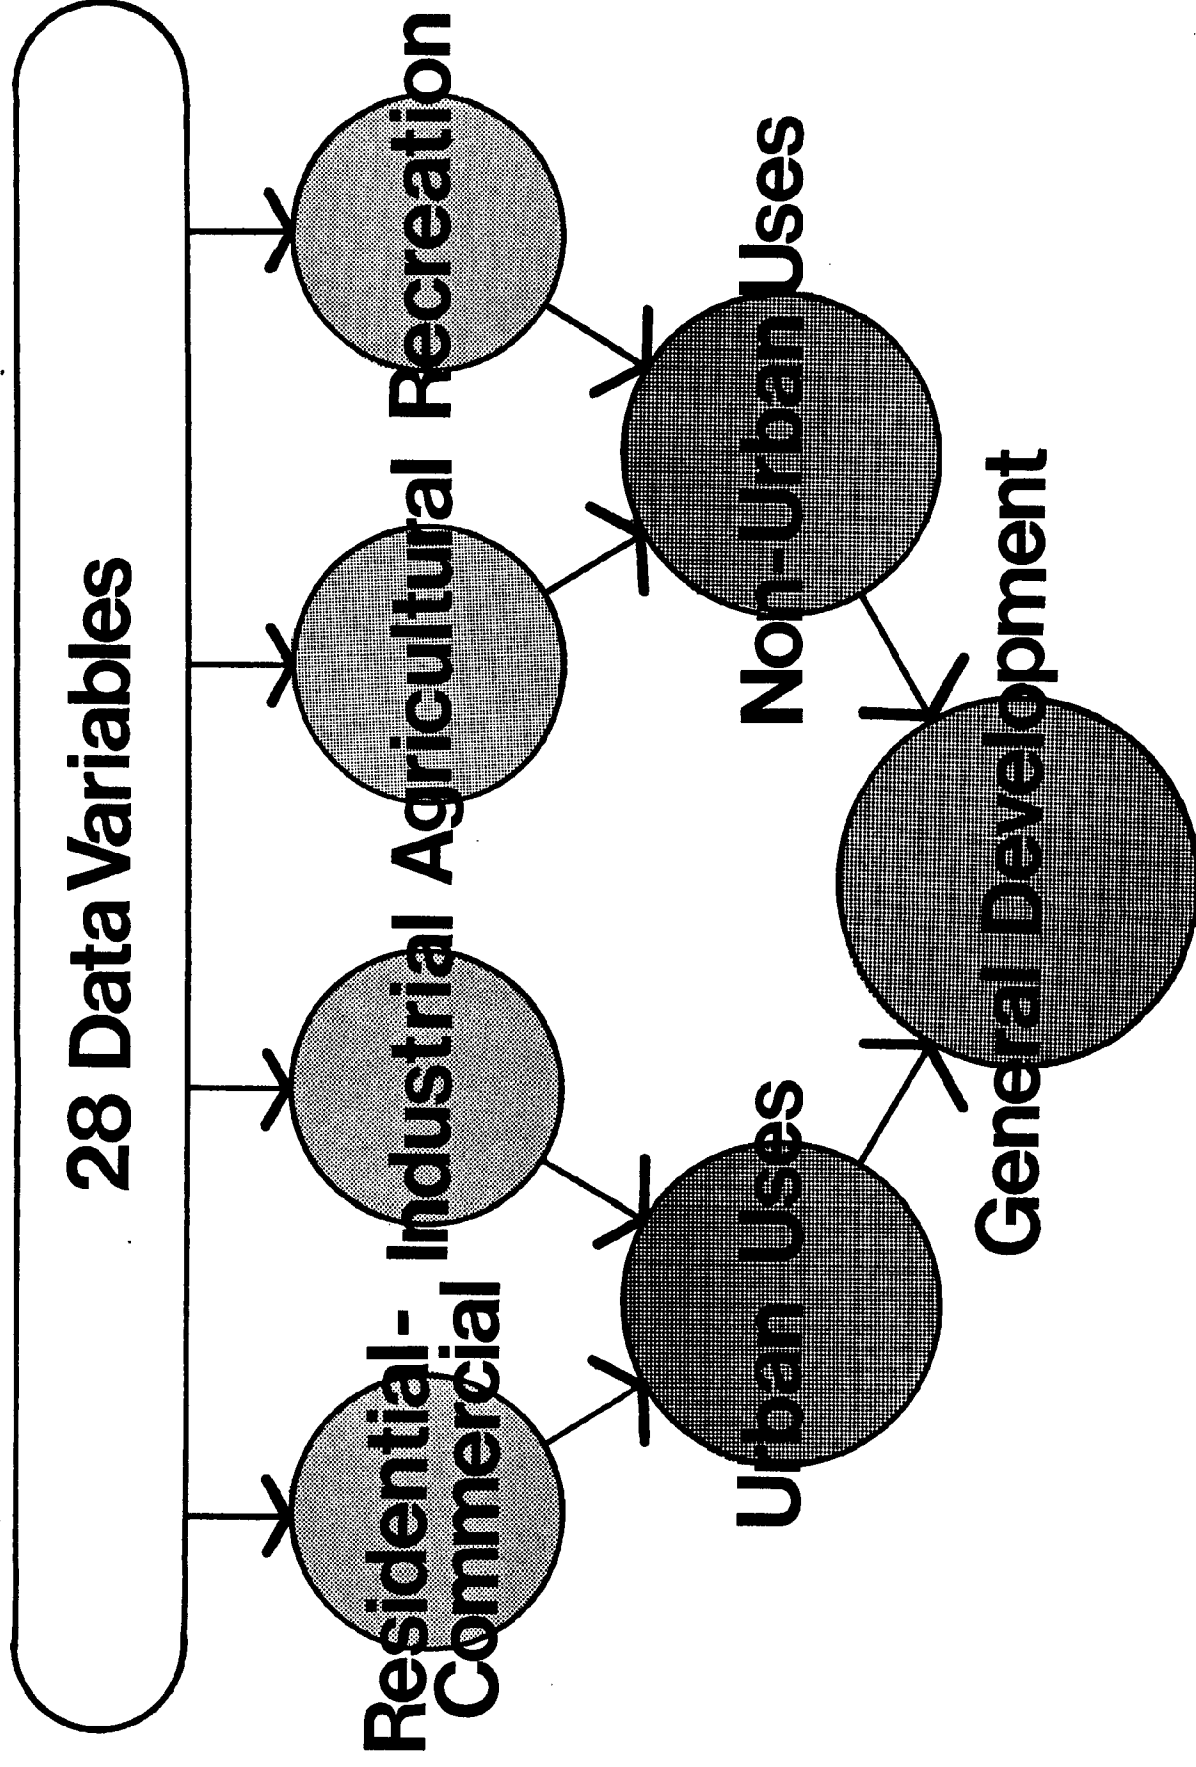 28 Data Variables
Residential-
Commercial
Industrial
Agricultural
Recreation
Urban Uses
Non-Urban Uses
General Development